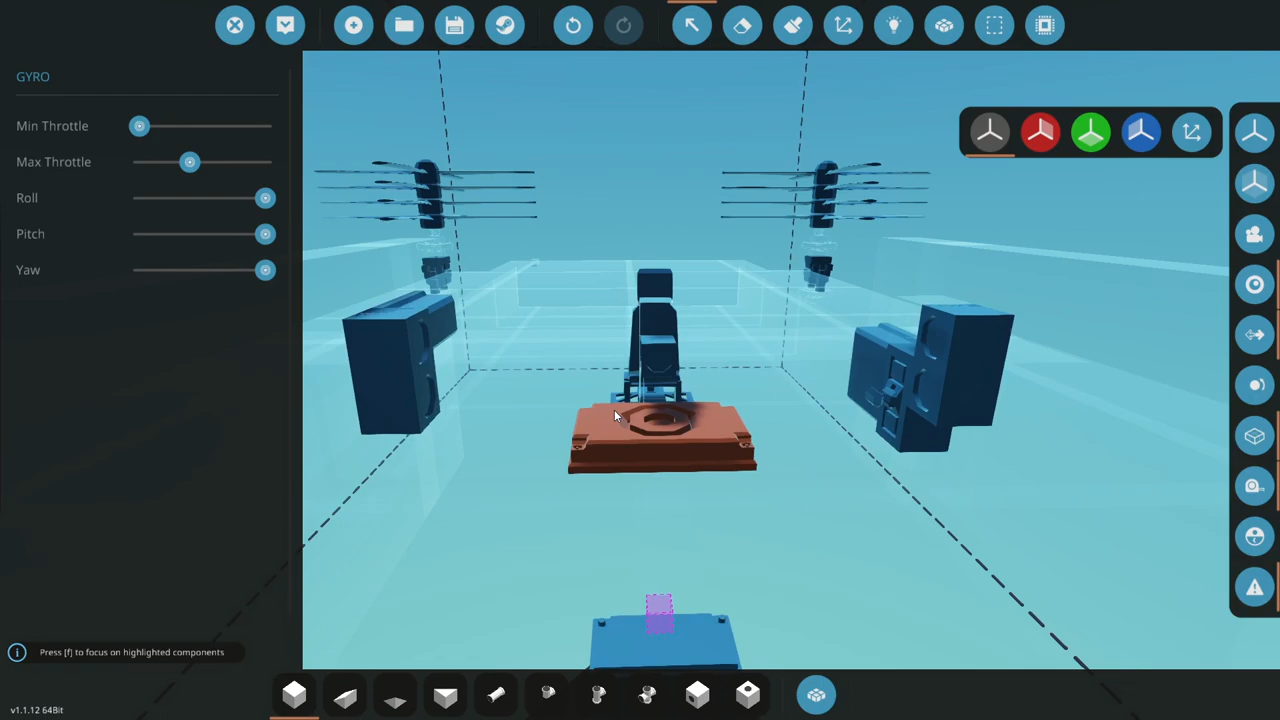 GYRO
Min Throttle
Max Throttle
Roll
Pitch
Yaw
Press [f] to focus on highlighted components
v1.1.12 64Bit